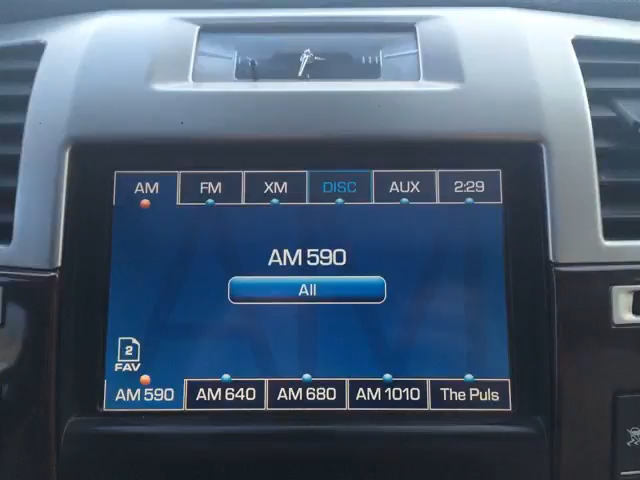 AM FM XM DISC AUX 2:29
AM 590
All
2
FAV
AM 590 AM 640 AM 680 AM 1010 The Puls